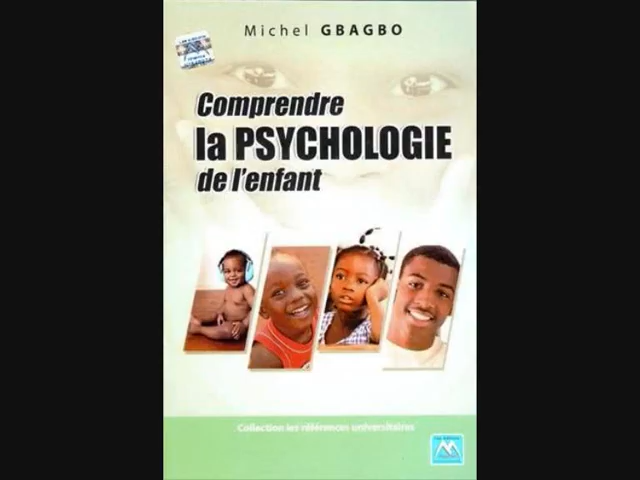 Michel GBAGBO
Comprendre
la PSYCHOLOGIE
de l'enfant
Collection les références universitaires